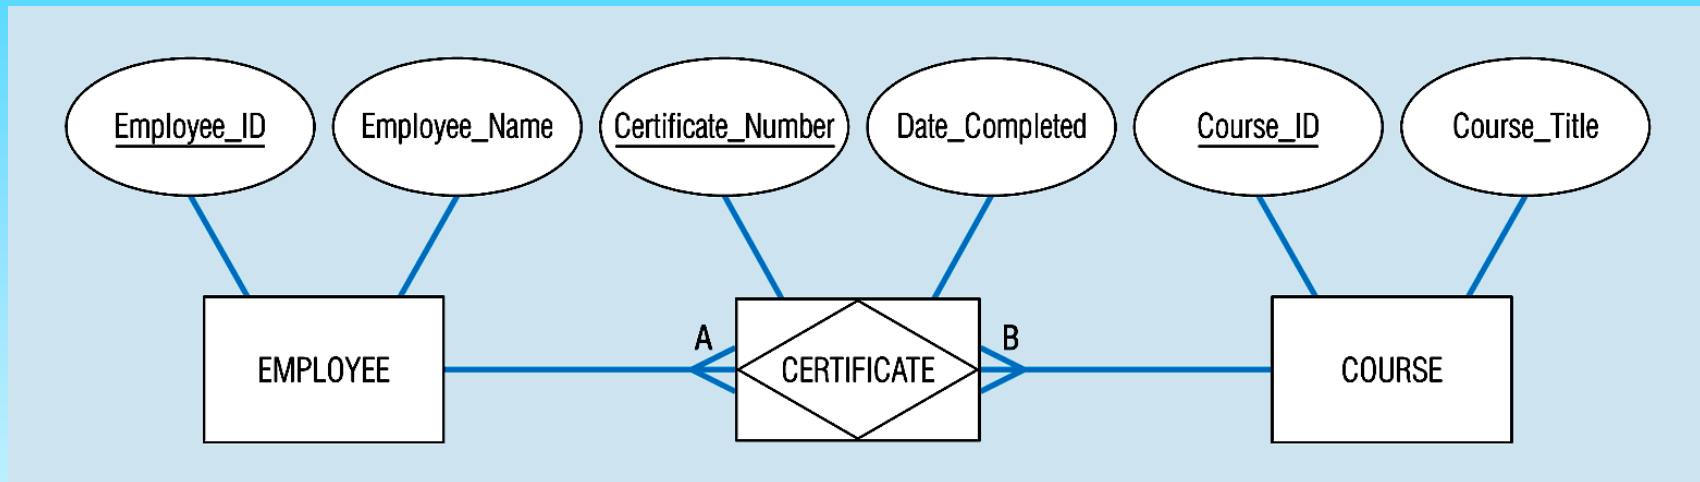 Employee_ID
Employee_Name
Certificate_Number
Date_Completed
Course_ID
Course_Title
A
B
EMPLOYEE
CERTIFICATE
COURSE